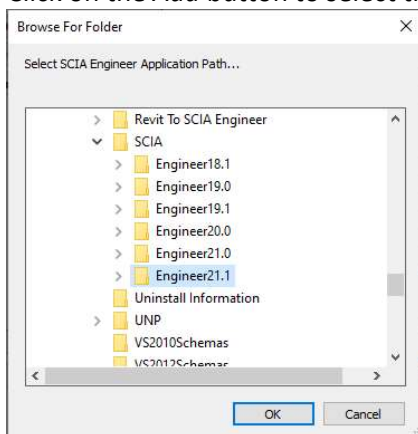 Browse For Folder
Select SCIA Engineer Application Path...
Revit To SCIA Engineer
SCIA
Engineer18.1
Engineer19.0
Engineer19.1
Engineer20.0
Engineer21.0
Engineer21.1
Uninstall Information
UNP
VS2010Schemas
VS2012Schemas
OK Cancel